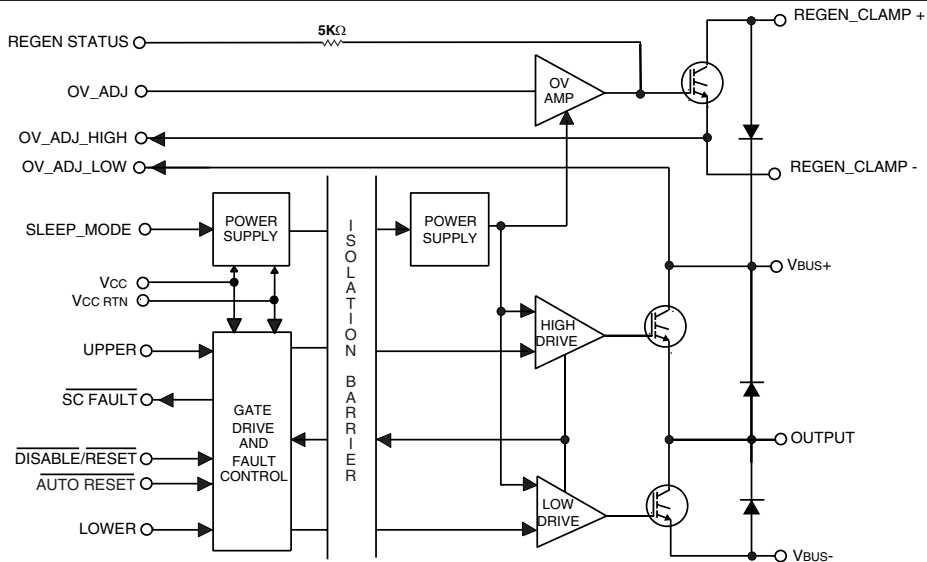 REGEN_CLAMP +
5KΩ
REGEN STATUS
OV_ADJ
OV
AMP
OV_ADJ_HIGH
OV_ADJ_LOW
REGEN_CLAMP -
SLEEP_MODE
POWER
SUPPLY
ISOLATION BARRIER
POWER
SUPPLY
VBUS+
VCC
VCC RTN
HIGH
DRIVE
UPPER
SC FAULT
GATE
DRIVE
AND
FAULT
CONTROL
OUTPUT
DISABLE/RESET
AUTO RESET
LOWER
LOW
DRIVE
VBUS-